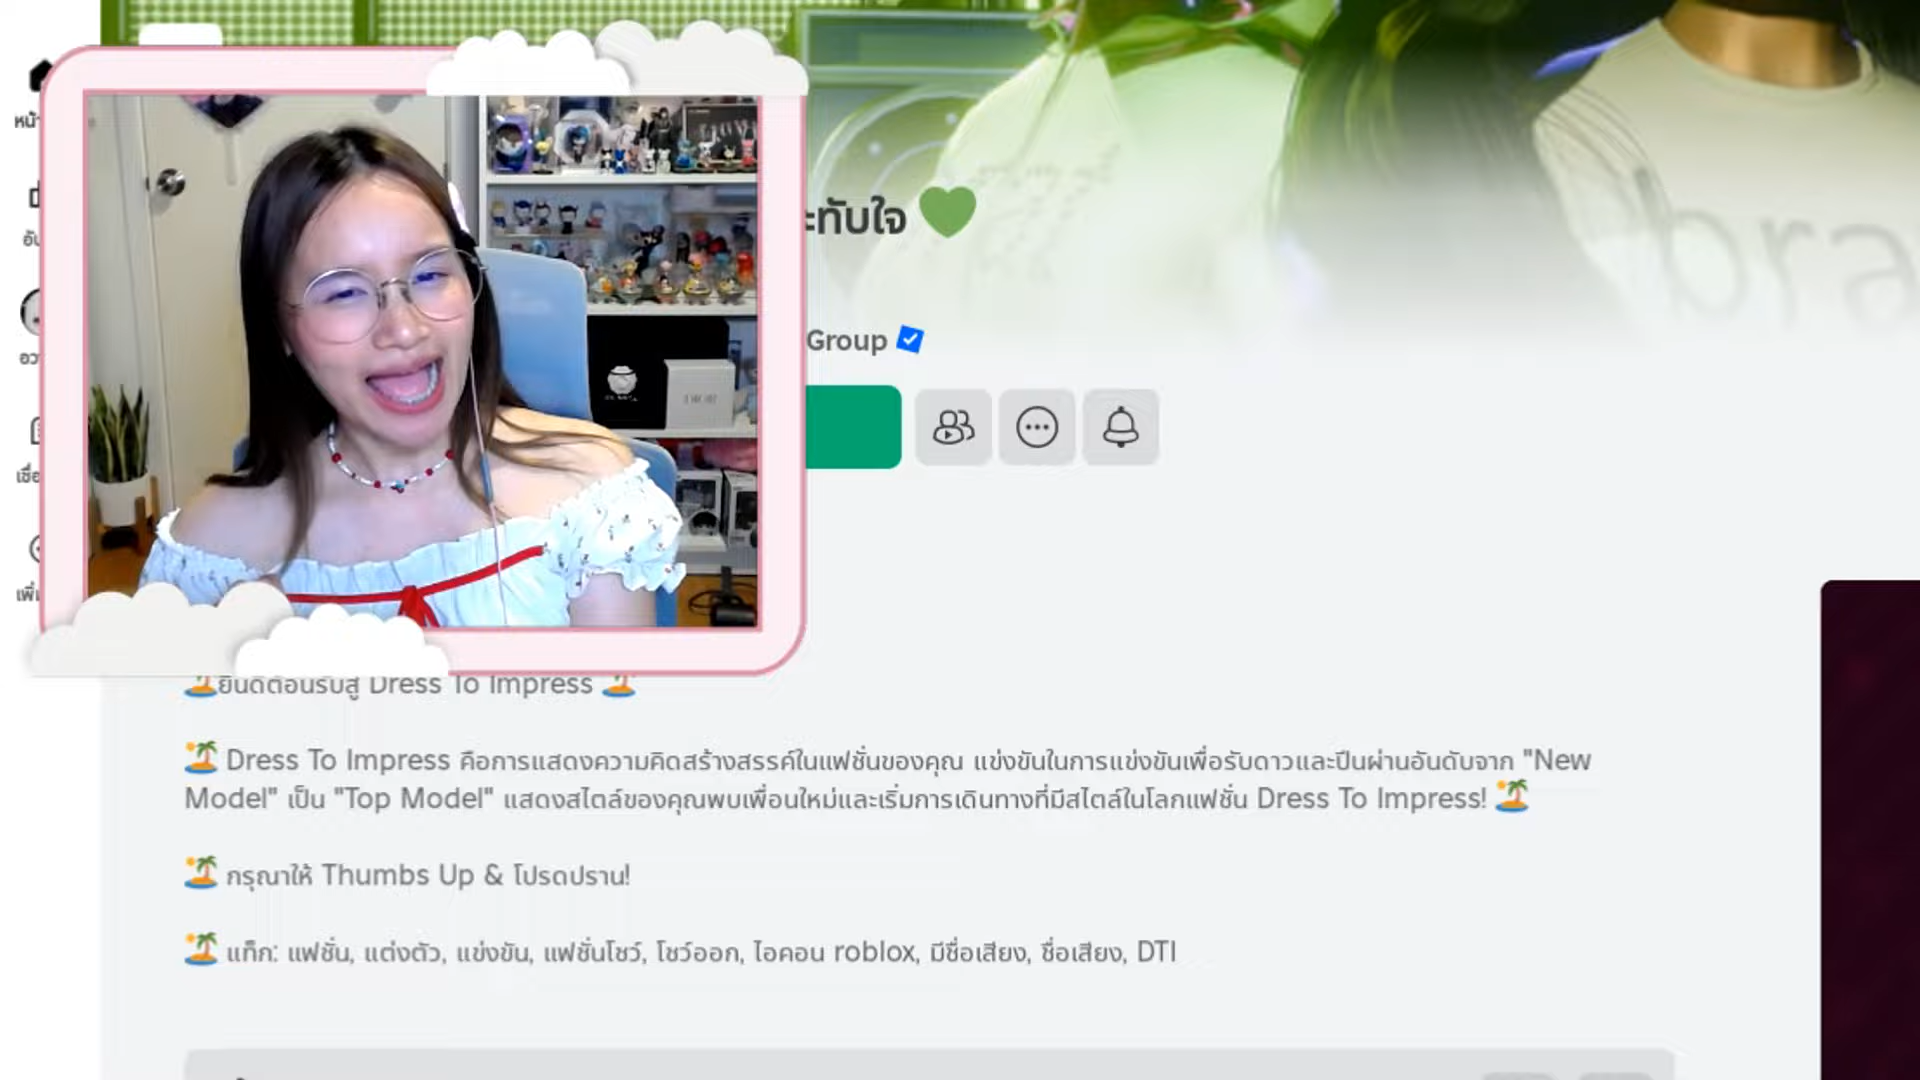 ะทับใจ 💚
Group
🏝️ยินดีต้อนรับสู่ Dress To Impress 🏝️
🏝️ Dress To Impress คือการแสดงความคิดสร้างสรรค์ในแฟชั่นของคุณ แข่งขันในการแข่งขันเพื่อรับดาวและปีนผ่านอันดับจาก "New
Model" เป็น "Top Model" แสดงสไตล์ของคุณพบเพื่อนใหม่และเริ่มการเดินทางที่มีสไตล์ในโลกแฟชั่น Dress To Impress! 🏝️
🏝️ กรุณาให้ Thumbs Up & โปรดปราน!
🏝️ แท็ก: แฟชั่น, แต่งตัว, แข่งขัน, แฟชั่นโชว์, โชว์ออก, ไอคอน roblox, มีชื่อเสียง, ชื่อเสียง, DTI